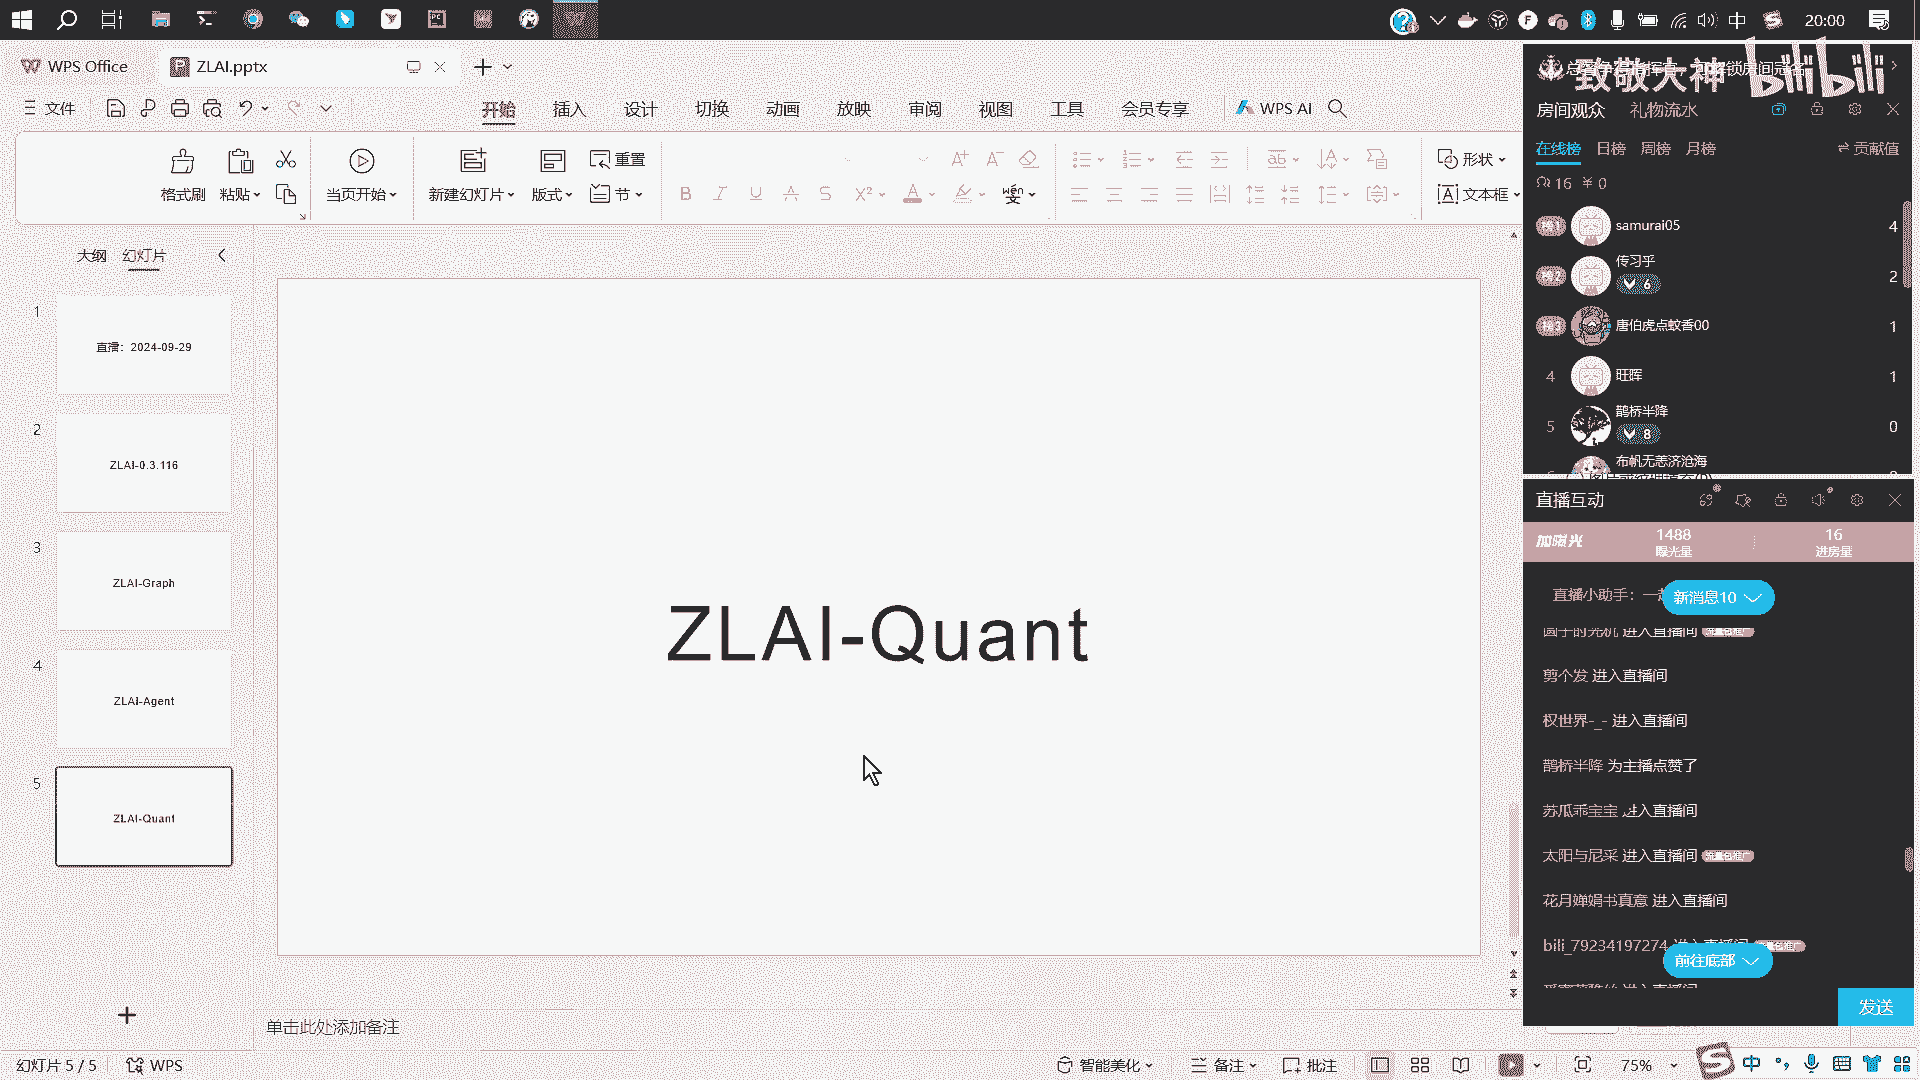 20:00
中
WPS Office
ZLAI.pptx
文件
开始
插入
设计
切换
动画
放映
审阅
视图
工具
会员专享
WPS AI
格式刷
粘贴
当页开始
新建幻灯片
版式
重置
节
形状
文本框
大纲
幻灯片
1
直播：2024-09-29
2
ZLAI-0.3.116
3
ZLAI-Graph
4
ZLAI-Agent
5
ZLAI-Quant
ZLAI-Quant
单击此处添加备注
幻灯片 5 / 5
WPS
智能美化
备注
批注
75%
中
致敬大神
bilibili
房间观众
礼物流水
在线榜
日榜
周榜
月榜
贡献值
16
￥ 0
samurai05
4
传习乎
6
2
唐伯虎点蚊香00
1
4
旺晖
1
5
鹊桥半降
8
0
布帆无恙济沧海
直播互动
加曝光
1488
曝光量
16
进房量
直播小助手：一起
新消息10
进入直播间
剪个发 进入直播间
权世界-_- 进入直播间
鹊桥半降 为主播点赞了
苏瓜乖宝宝 进入直播间
太阳与尼采 进入直播间
花月婵娟书真意 进入直播间
bili_79234197274 进入直播间
前往底部
发送